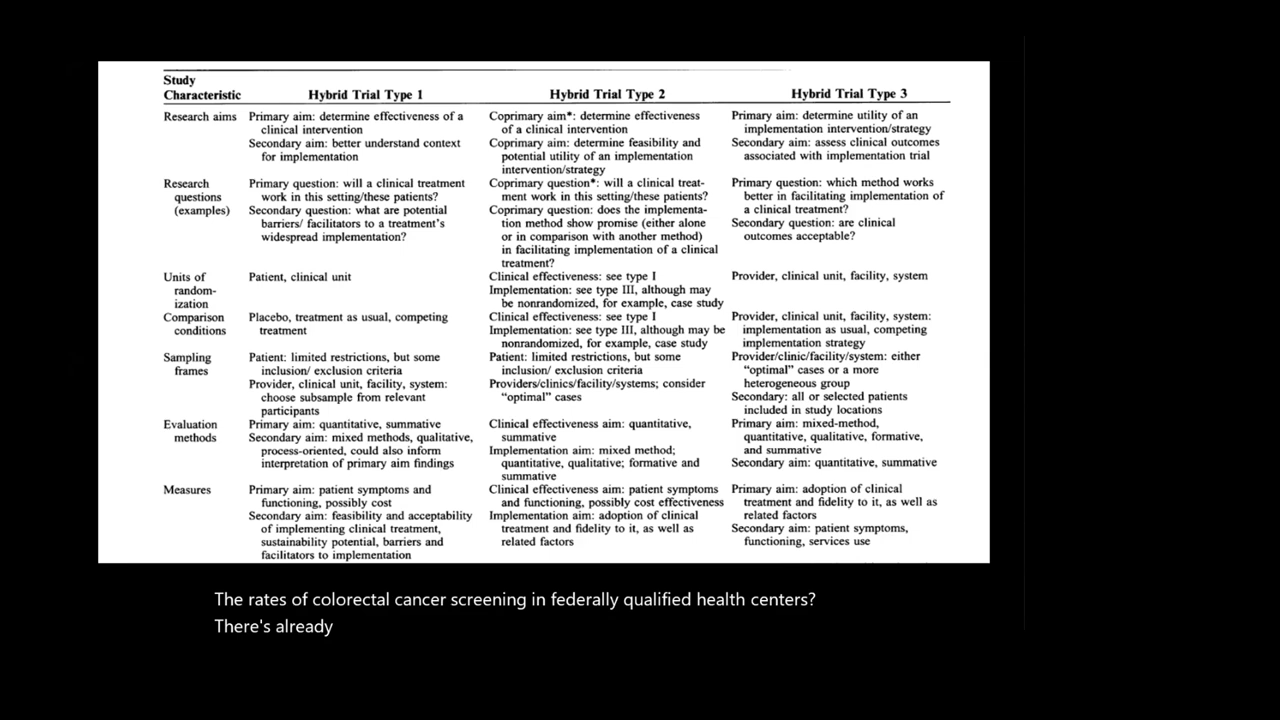 Study
Characteristic
Hybrid Trial Type 1
Hybrid Trial Type 2
Hybrid Trial Type 3
Research aims
Primary aim: determine effectiveness of a
clinical intervention
Secondary aim: better understand context
for implementation
Coprimary aim*: determine effectiveness
of a clinical intervention
Coprimary aim: determine feasibility and
potential utility of an implementation
intervention/strategy
Primary aim: determine utility of an
implementation intervention/strategy
Secondary aim: assess clinical outcomes
associated with implementation trial
Research
questions
(examples)
Primary question: will a clinical treatment
work in this setting/these patients?
Secondary question: what are potential
barriers/ facilitators to a treatment's
widespread implementation?
Coprimary question*: will a clinical treat-
ment work in this setting/these patients?
Coprimary question: does the implementa-
tion method show promise (either alone
or in comparison with another method)
in facilitating implementation of a clinical
treatment?
Primary question: which method works
better in facilitating implementation of
a clinical treatment?
Secondary question: are clinical
outcomes acceptable?
Units of
random-
ization
Patient, clinical unit
Clinical effectiveness: see type I
Implementation: see type III, although may
be nonrandomized, for example, case study
Provider, clinical unit, facility, system
Comparison
conditions
Placebo, treatment as usual, competing
treatment
Clinical effectiveness: see type I
Implementation: see type III, although may be
nonrandomized, for example, case study
Provider, clinical unit, facility, system:
implementation as usual, competing
implementation strategy
Sampling
frames
Patient: limited restrictions, but some
inclusion/ exclusion criteria
Provider, clinical unit, facility, system:
choose subsample from relevant
participants
Patient: limited restrictions, but some
inclusion/ exclusion criteria
Providers/clinics/facility/systems; consider
"optimal" cases
Provider/clinic/facility/system: either
"optimal" cases or a more
heterogeneous group
Secondary: all or selected patients
included in study locations
Evaluation
methods
Primary aim: quantitative, summative
Secondary aim: mixed methods, qualitative,
process-oriented, could also inform
interpretation of primary aim findings
Clinical effectiveness aim: quantitative,
summative
Implementation aim: mixed method;
quantitative, qualitative; formative and
summative
Primary aim: mixed-method,
quantitative, qualitative, formative,
and summative
Secondary aim: quantitative, summative
Measures
Primary aim: patient symptoms and
functioning, possibly cost
Secondary aim: feasibility and acceptability
of implementing clinical treatment,
sustainability potential, barriers and
facilitators to implementation
Clinical effectiveness aim: patient symptoms
and functioning, possibly cost effectiveness
Implementation aim: adoption of clinical
treatment and fidelity to it, as well as
related factors
Primary aim: adoption of clinical
treatment and fidelity to it, as well as
related factors
Secondary aim: patient symptoms,
functioning, services use
The rates of colorectal cancer screening in federally qualified health centers?
There's already